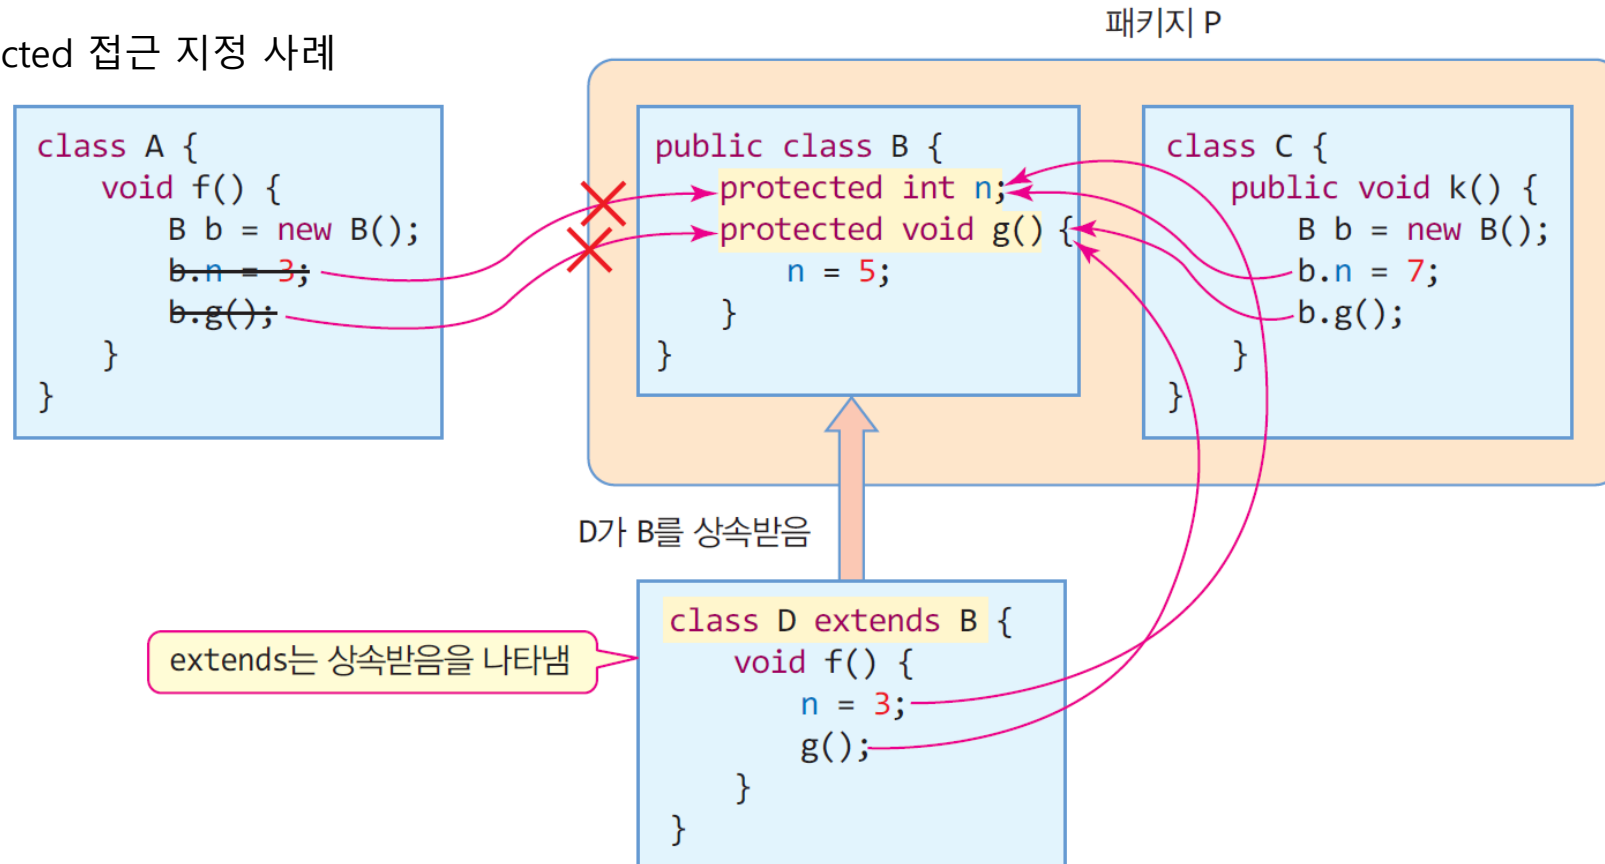 패키지 P
cted 접근 지정 사례
class A {
void f() {
B b = new B();
b.n = 3;
b.g();
}
}
public class B {
protected int n;
protected void g() {
n = 5;
}
}
class C {
public void k() {
B b = new B();
b.n = 7;
b.g();
}
}
D가 B를 상속받음
extends는 상속받음을 나타냄
class D extends B {
void f() {
n = 3;
g();
}
}